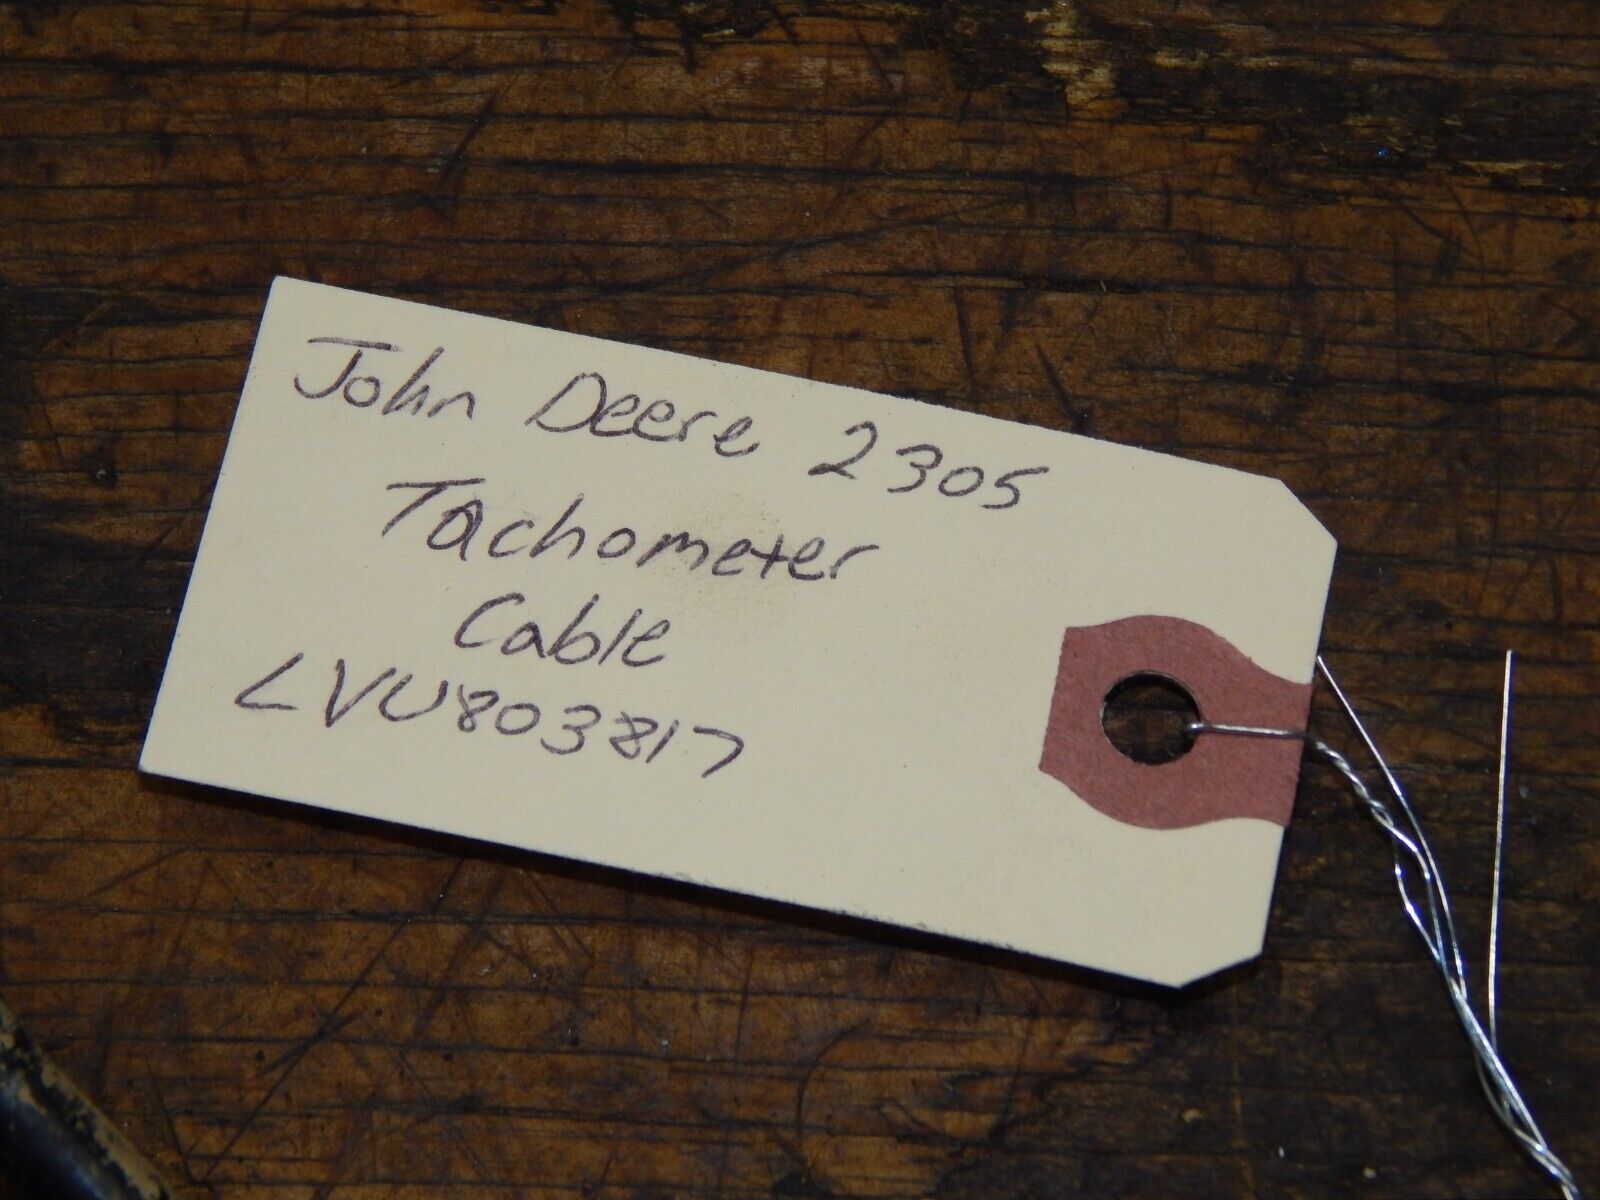 John Deere 2305
Tachometer
Cable
LVU803817